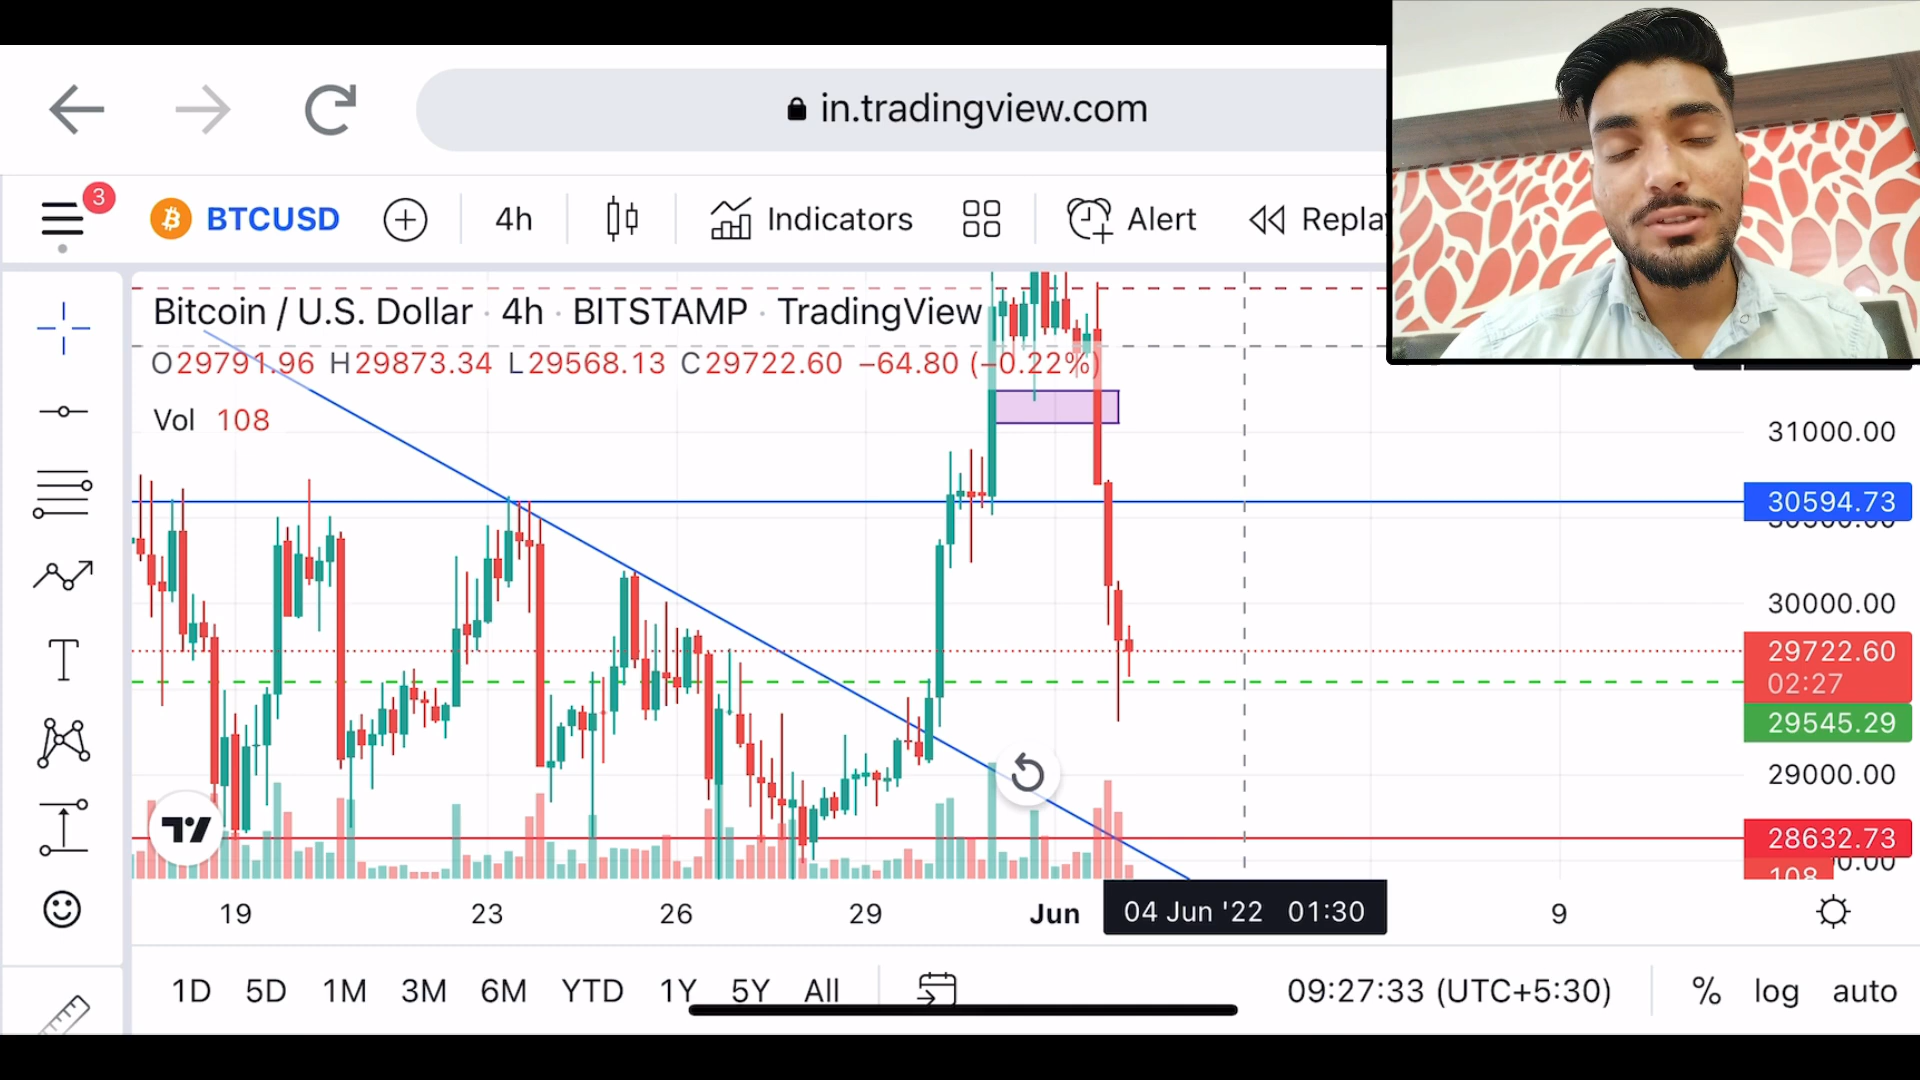 in.tradingview.com
3
BTCUSD
4h
Indicators
Alert
Repla
Bitcoin / U.S. Dollar · 4h · BITSTAMP · TradingView
O29791.96 H29873.34 L29568.13 C29722.60 −64.80 (−0.22%)
Vol 108
31000.00
30594.73
30000.00
29722.60
02:27
29545.29
29000.00
28632.73
108
19
23
26
29
Jun
04 Jun '22 01:30
9
1D
5D
1M
3M
6M
YTD
1Y
5Y
All
09:27:33 (UTC+5:30)
%
log
auto